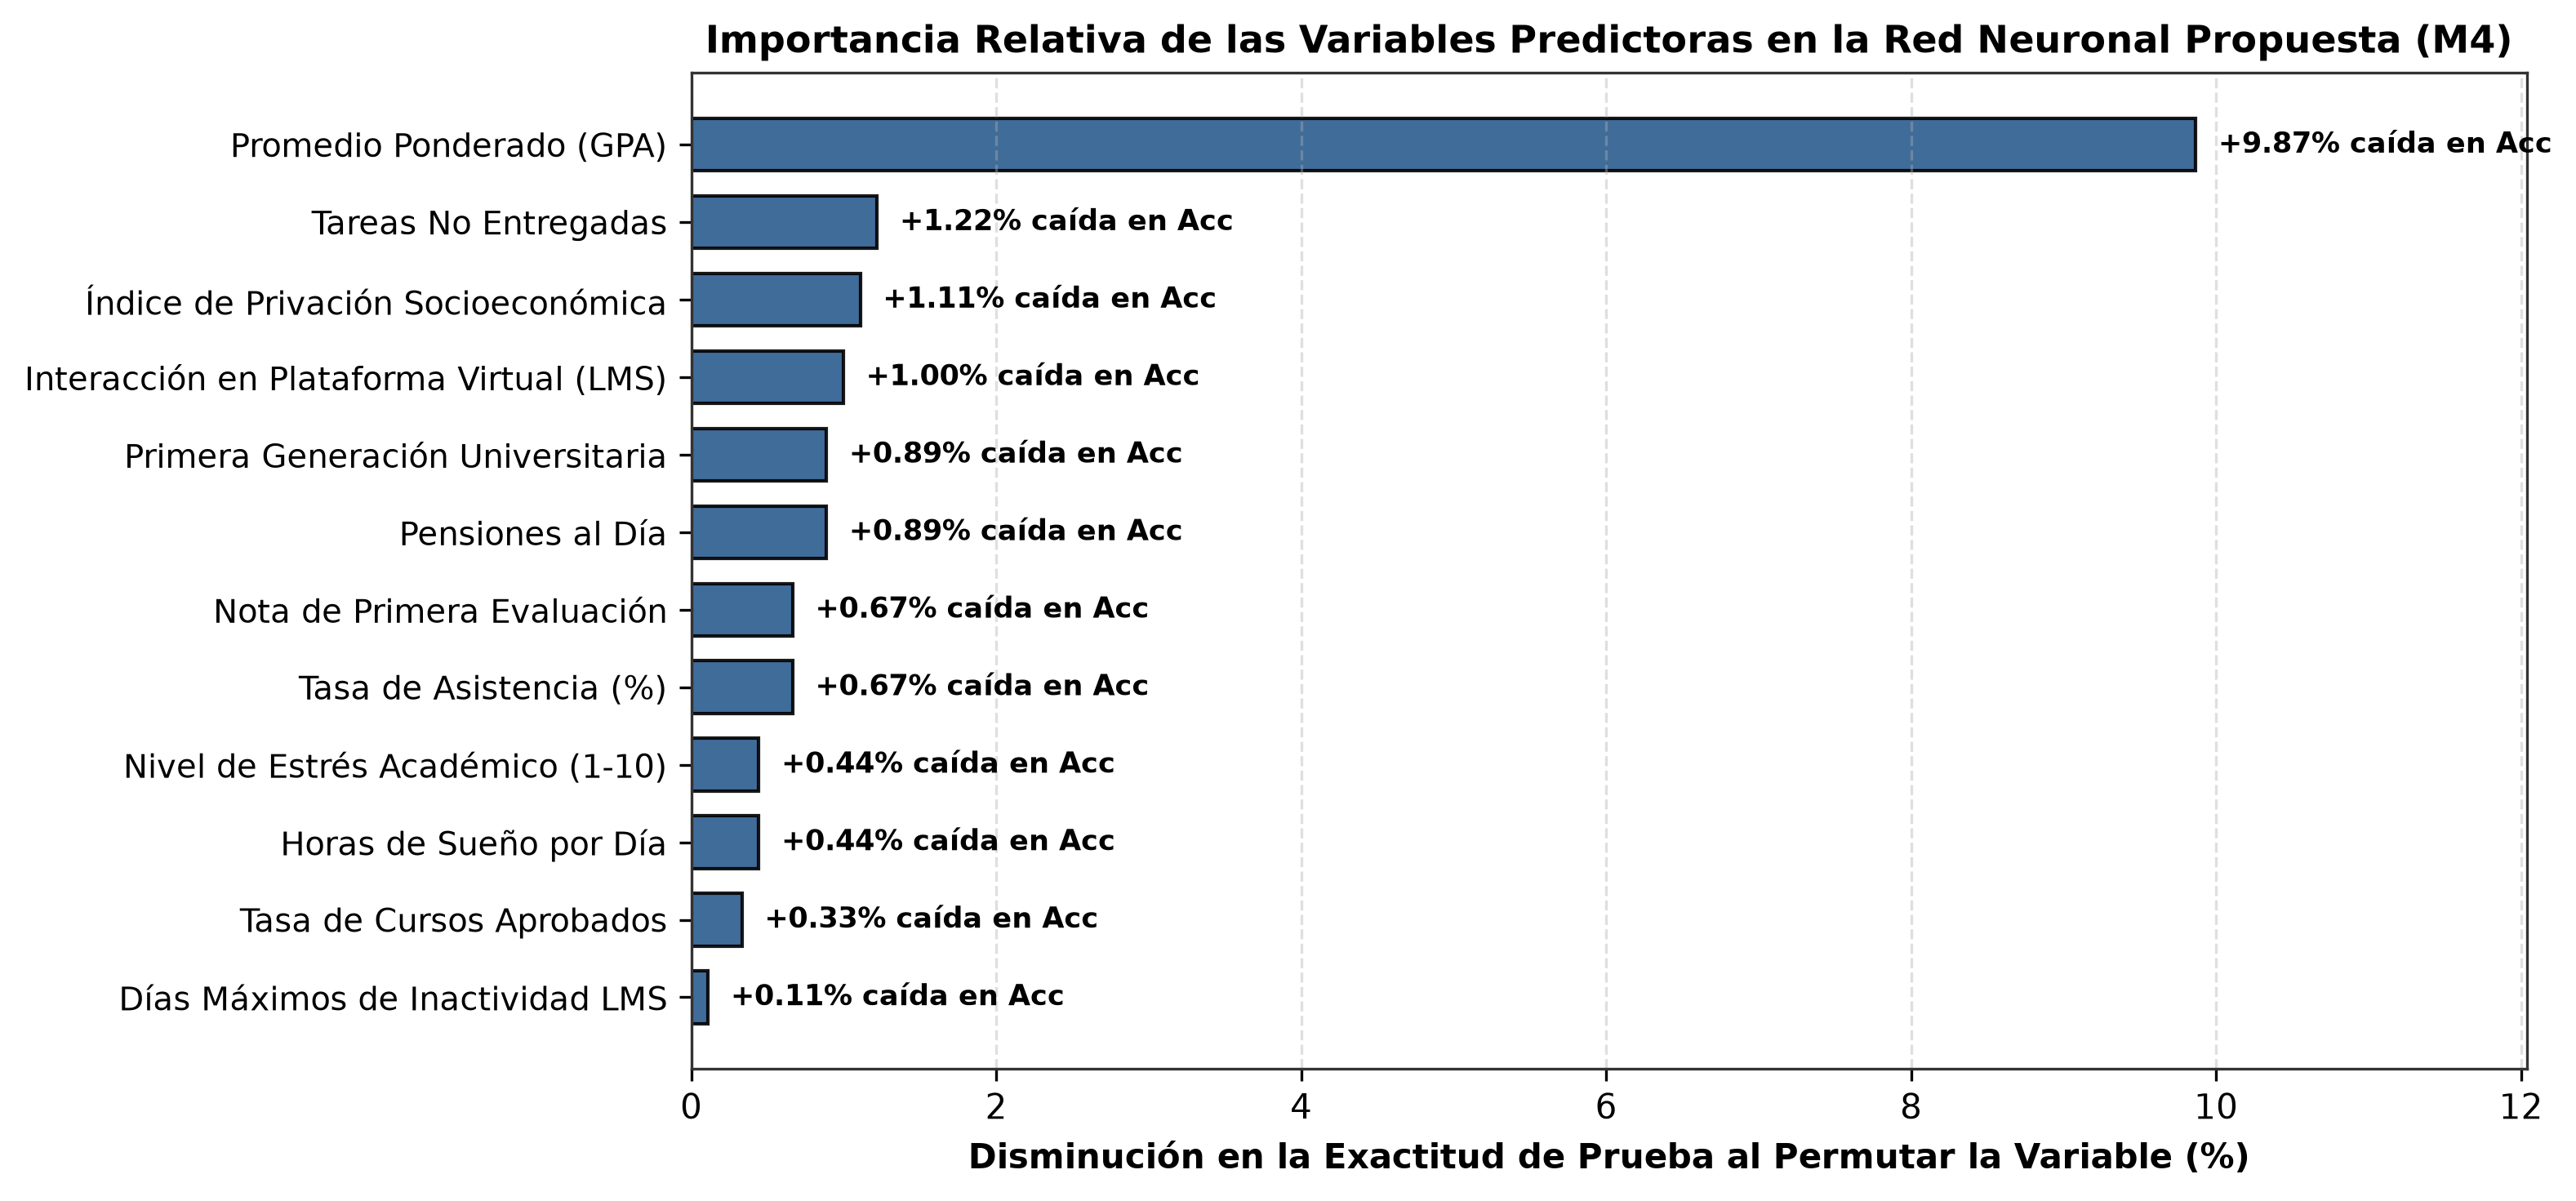 Importancia Relativa de las Variables Predictoras en la Red Neuronal Propuesta (M4)
Promedio Ponderado (GPA) +9.87% caída en Acc
Tareas No Entregadas +1.22% caída en Acc
Índice de Privación Socioeconómica +1.11% caída en Acc
Interacción en Plataforma Virtual (LMS) +1.00% caída en Acc
Primera Generación Universitaria +0.89% caída en Acc
Pensiones al Día +0.89% caída en Acc
Nota de Primera Evaluación +0.67% caída en Acc
Tasa de Asistencia (%) +0.67% caída en Acc
Nivel de Estrés Académico (1-10) +0.44% caída en Acc
Horas de Sueño por Día +0.44% caída en Acc
Tasa de Cursos Aprobados +0.33% caída en Acc
Días Máximos de Inactividad LMS +0.11% caída en Acc
0 2 4 6 8 10 12
Disminución en la Exactitud de Prueba al Permutar la Variable (%)